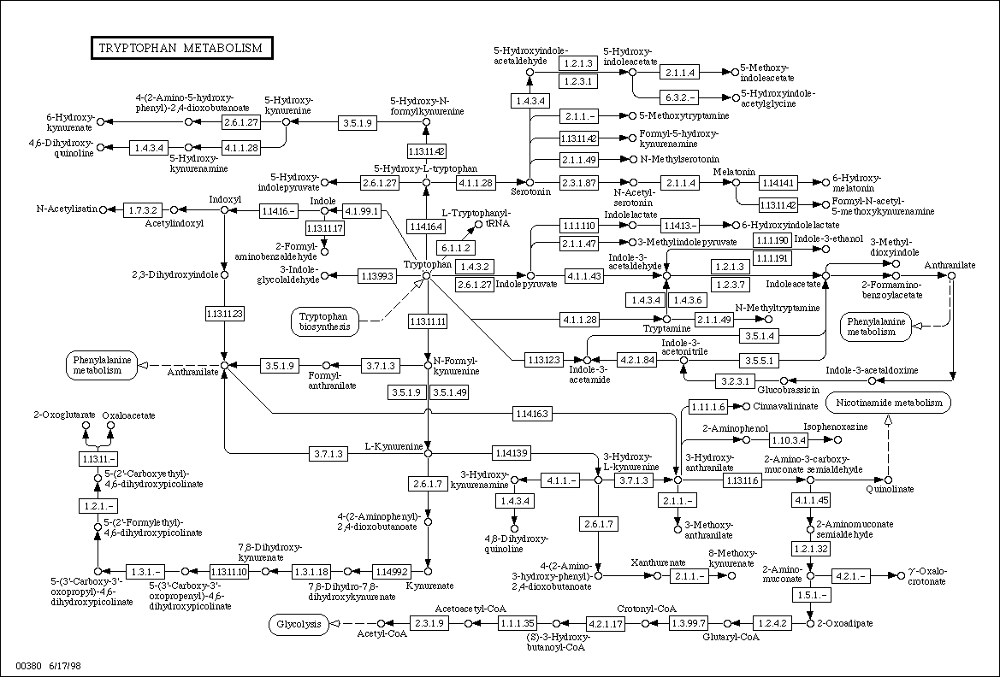 TRYPTOPHAN METABOLISM
5-Hydroxyindole-
acetaldehyde
1.2.1.3
1.2.3.1
5-Hydroxy-
indoleacetate
2.1.1.4
5-Methoxy-
indoleacetate
6.3.2.-
5-Hydroxyindole-
acetylglycine
1.4.3.4
4-(2-Amino-5-hydroxy-
phenyl)-2,4-dioxobutanoate
5-Hydroxy-
kynurenine
5-Hydroxy-N-
formylkynurenine
6-Hydroxy-
kynurenate
2.6.1.27
3.5.1.9
2.1.1.-
5-Methoxytryptamine
4,6-Dihydroxy-
quinoline
1.4.3.4
4.1.1.28
5-Hydroxy-
kynurenamine
1.13.11.42
1.13.11.42
Formyl-5-hydroxy-
kynurenamine
2.1.1.49
N-Methylserotonin
5-Hydroxy-L-tryptophan
5-Hydroxy-
indolepyruvate
2.6.1.27
4.1.1.28
Serotonin
2.3.1.87
N-Acetyl-
serotonin
2.1.1.4
Melatonin
1.14.14.1
6-Hydroxy-
melatonin
1.13.11.42
Formyl-N-acetyl-
5-methoxykynurenamine
N-Acetylisatin
1.7.3.2
Acetylindoxyl
Indoxyl
1.14.16.-
Indole
4.1.99.1
1.13.11.17
2-Formyl-
aminobenzaldehyde
1.14.16.4
L-Tryptophanyl-
tRNA
6.1.1.2
Indolelactate
1.1.1.110
1.14.13.-
6-Hydroxyindolelactate
2.1.1.47
3-Methylindolepyruvate
1.1.1.190
1.1.1.191
Indole-3-ethanol
3-Methyl-
dioxyindole
2,3-Dihydroxyindole
3-Indole-
glycolaldehyde
1.13.99.3
Tryptophan
1.4.3.2
2.6.1.27
Indolepyruvate
4.1.1.43
Indole-3-
acetaldehyde
1.2.1.3
1.2.3.7
Indoleacetate
2-Formamino-
benzoylacetate
Anthranilate
1.13.11.23
Tryptophan
biosynthesis
1.13.11.11
1.4.3.4
1.4.3.6
4.1.1.28
Tryptamine
2.1.1.49
N-Methyltryptamine
Phenylalanine
metabolism
3.5.1.4
Indole-3-
acetonitrile
Phenylalanine
metabolism
Anthranilate
3.5.1.9
Formyl-
anthranilate
3.7.1.3
N-Formyl-
kynurenine
1.13.12.3
Indole-3-
acetamide
4.2.1.84
3.5.5.1
3.2.3.1
Glucobrassicin
Indole-3-acetaldoxime
3.5.1.9
3.5.1.49
Nicotinamide metabolism
1.14.16.3
1.11.1.6
Cinnavalininate
2-Oxoglutarate
Oxaloacetate
2-Aminophenol
1.10.3.4
Isophenoxazine
1.13.11.-
3.7.1.3
L-Kynurenine
1.14.13.9
3-Hydroxy-
L-kynurenine
3-Hydroxy-
anthranilate
2-Amino-3-carboxy-
muconate semialdehyde
5-(2'-Carboxyethyl)-
4,6-dihydroxypicolinate
2.6.1.7
3-Hydroxy-
kynurenamine
4.1.1.-
3.7.1.3
1.13.11.6
Quinolinate
1.2.1.-
1.4.3.4
2.1.1.-
4.1.1.45
5-(2'-Formylethyl)-
4,6-dihydroxypicolinate
4-(2-Aminophenyl)-
2,4-dioxobutanoate
4,8-Dihydroxy-
quinoline
2.6.1.7
3-Methoxy-
anthranilate
2-Aminomuconate
semialdehyde
7,8-Dihydroxy-
kynurenate
1.2.1.32
1.3.1.-
1.13.11.10
1.3.1.18
1.14.99.2
Kynurenate
5-(3'-Carboxy-3'-
oxopropyl)-4,6-
dihydroxypicolinate
5-(3'-Carboxy-3'-
oxopropenyl)-4,6-
dihydroxypicolinate
7,8-Dihydro-7,8-
dihydroxykynurenate
4-(2-Amino-
3-hydroxy-phenyl)-
2,4-dioxobutanoate
Xanthurenate
2.1.1.-
8-Methoxy-
kynurenate
2-Amino-
muconate
4.2.1.-
γ-Oxalo-
crotonate
1.5.1.-
Glycolysis
Acetyl-CoA
2.3.1.9
Acetoacetyl-CoA
1.1.1.35
(S)-3-Hydroxy-
butanoyl-CoA
4.2.1.17
Crotonyl-CoA
1.3.99.7
Glutaryl-CoA
1.2.4.2
2-Oxoadipate
00380 6/17/98